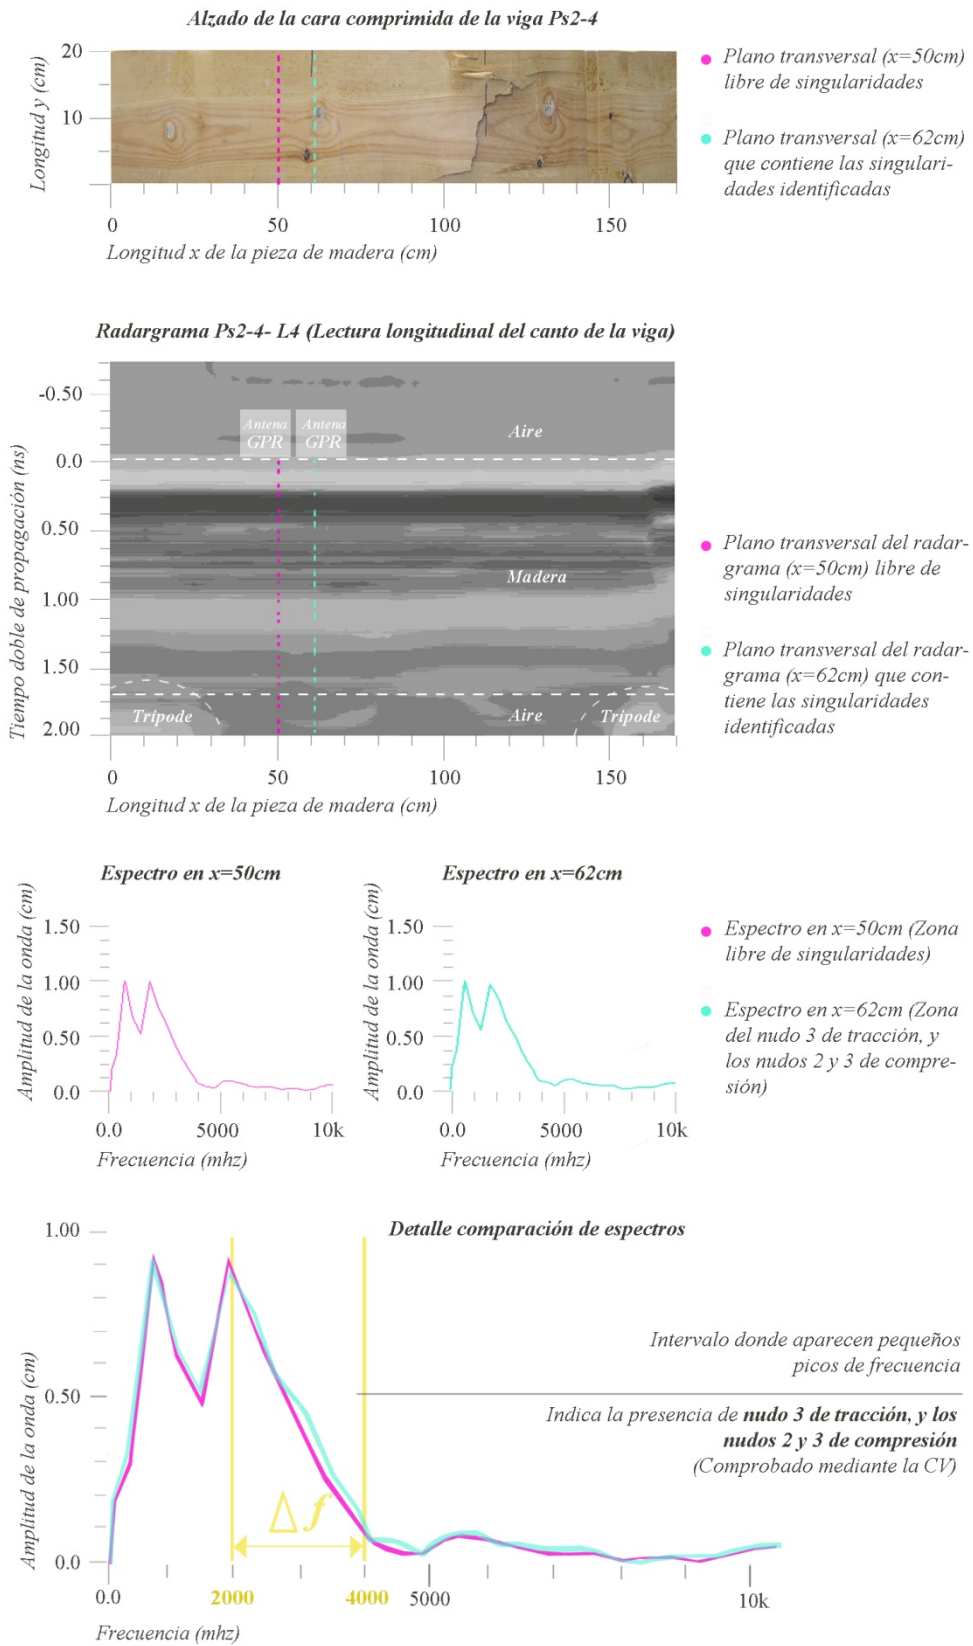 Alzado de la cara comprimida de la viga Ps2-4
Longitud y (cm)
20
10
0
50
100
150
Longitud x de la pieza de madera (cm)
Plano transversal (x=50cm)
libre de singularidades
Plano transversal (x=62cm)
que contiene las singulari-
dades identificadas
Radargrama Ps2-4- L4 (Lectura longitudinal del canto de la viga)
Tiempo doble de propagación (ns)
-0.50
0.0
0.50
1.00
1.50
2.00
Antena
GPR
Antena
GPR
Aire
Madera
Trípode
Aire
Trípode
0
50
100
150
Longitud x de la pieza de madera (cm)
Plano transversal del radar-
grama (x=50cm) libre de
singularidades
Plano transversal del radar-
grama (x=62cm) que con-
tiene las singularidades
identificadas
Espectro en x=50cm
Amplitud de la onda (cm)
1.50
1.00
0.50
0.0
0.0
5000
10k
Frecuencia (mhz)
Espectro en x=62cm
Amplitud de la onda (cm)
1.50
1.00
0.50
0.0
0.0
5000
10k
Frecuencia (mhz)
Espectro en x=50cm (Zona
libre de singularidades)
Espectro en x=62cm (Zona
del nudo 3 de tracción, y
los nudos 2 y 3 de compre-
sión)
Detalle comparación de espectros
Amplitud de la onda (cm)
1.00
0.50
0.0
Intervalo donde aparecen pequeños
picos de frecuencia
Indica la presencia de nudo 3 de tracción, y los
nudos 2 y 3 de compresión
(Comprobado mediante la CV)
Δ f
0.0
2000
4000
5000
10k
Frecuencia (mhz)